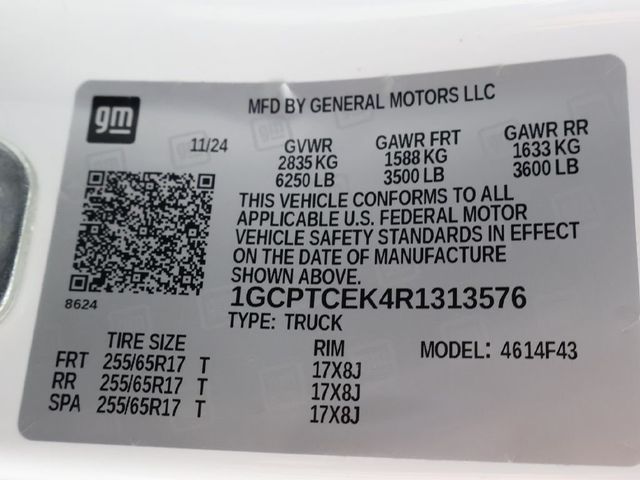 gm
MFD BY GENERAL MOTORS LLC
11/24 GVWR GAWR FRT GAWR RR
2835 KG 1588 KG 1633 KG
6250 LB 3500 LB 3600 LB
THIS VEHICLE CONFORMS TO ALL
APPLICABLE U.S. FEDERAL MOTOR
VEHICLE SAFETY STANDARDS IN EFFECT
ON THE DATE OF MANUFACTURE
SHOWN ABOVE.
8624
1GCPTCEK4R1313576
TYPE: TRUCK
TIRE SIZE RIM MODEL: 4614F43
FRT 255/65R17 T 17X8J
RR 255/65R17 T 17X8J
SPA 255/65R17 T 17X8J